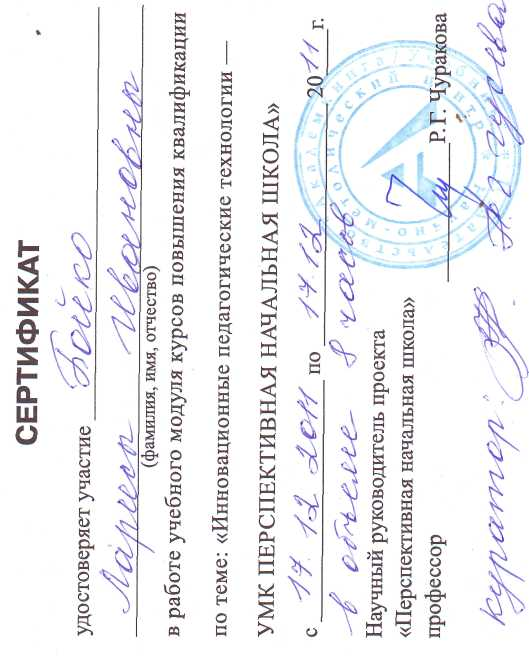 СЕРТИФИКАТ
удостоверяет участие Бойко
Ларисы Ивановны
(фамилия, имя, отчество)
в работе учебного модуля курсов повышения квалификации
по теме: «Инновационные педагогические технологии —
УМК ПЕРСПЕКТИВНАЯ НАЧАЛЬНАЯ ШКОЛА»
с 17. 12 2011 по 17. 12 2011 г.
в объеме 8 часов
Научный руководитель проекта
«Перспективная начальная школа»
профессор Р.Г. Чуракова
куратор: